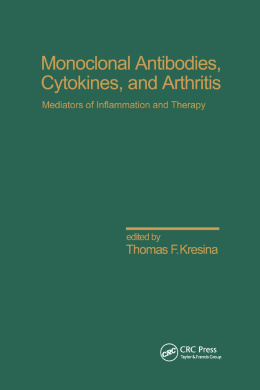 Monoclonal Antibodies,
Cytokines, and Arthritis
Mediators of Inflammation and Therapy
edited by
Thomas F. Kresina
CRC
CRC Press
Taylor & Francis Group